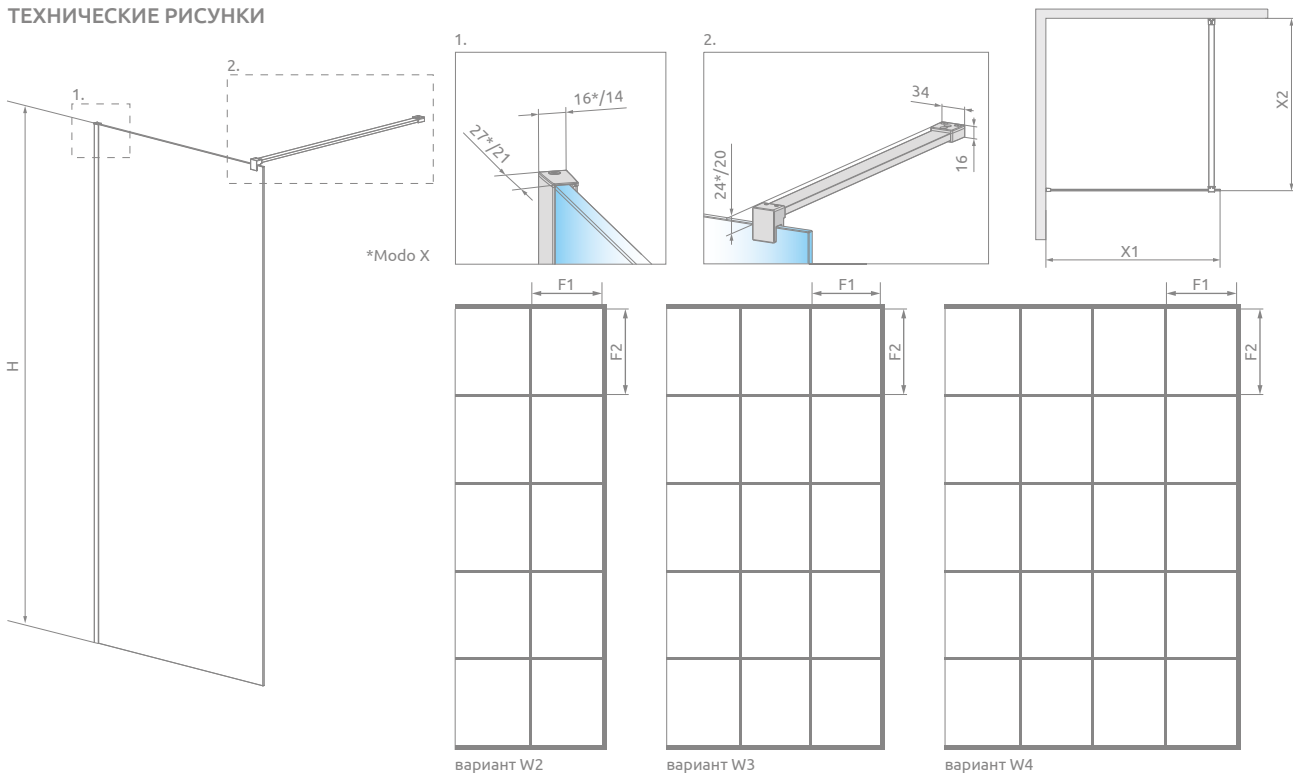 ТЕХНИЧЕСКИЕ РИСУНКИ
1.
2.
H
*Modo X
1.
16*/14
27*/21
2.
34
16
24*/20
X2
X1
F1
F2
вариант W2
F1
F2
вариант W3
F1
F2
вариант W4